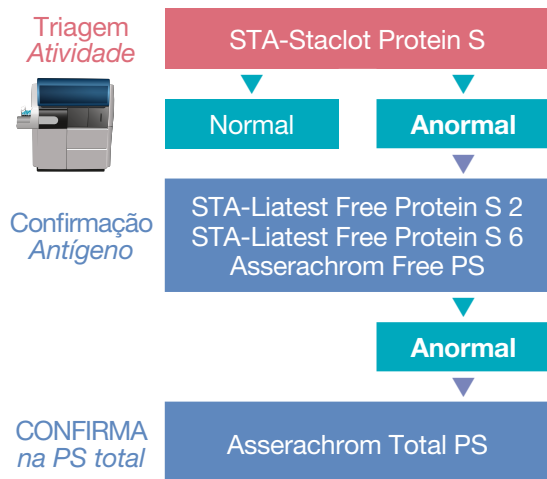 Triagem
Atividade
STA-Staclot Protein S
Normal
Anormal
Confirmação
Antígeno
STA-Liatest Free Protein S 2
STA-Liatest Free Protein S 6
Asserachrom Free PS
Anormal
CONFIRMA
na PS total
Asserachrom Total PS